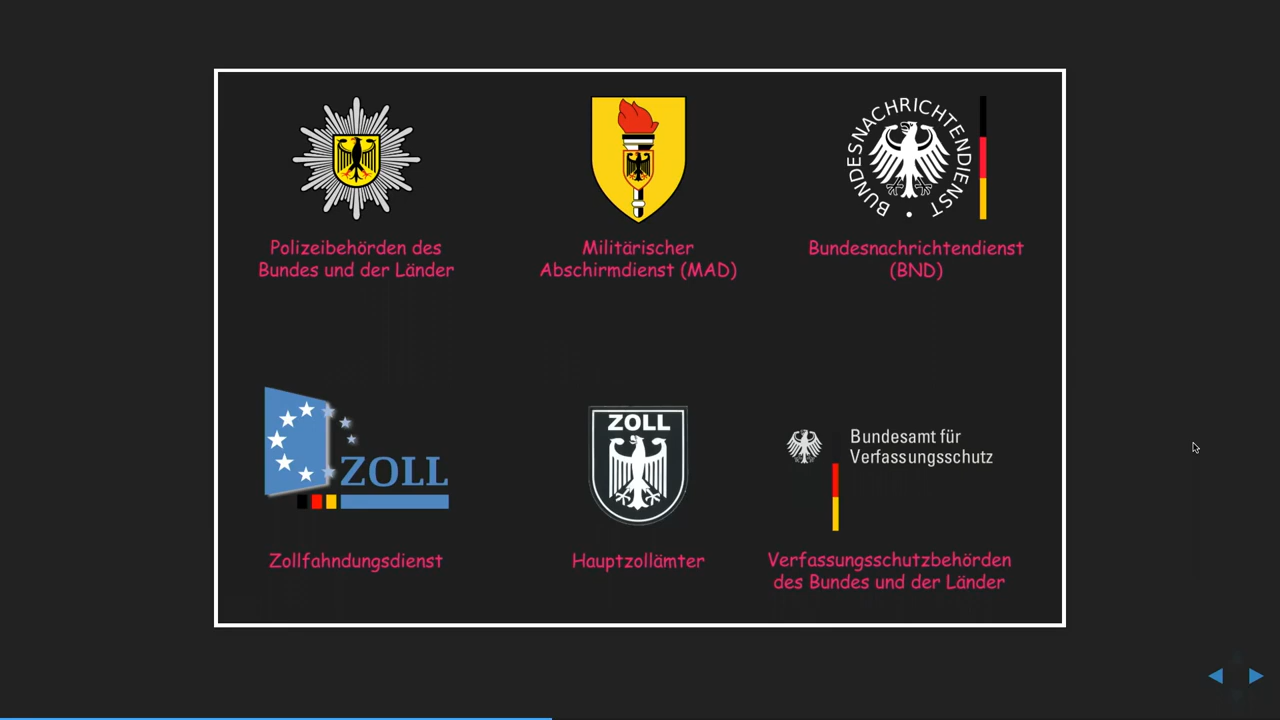 BUNDESNACHRICHTENDIENST
Polizeibehörden des
Bundes und der Länder
Militärischer
Abschirmdienst (MAD)
Bundesnachrichtendienst
(BND)
ZOLL
ZOLL
Bundesamt für
Verfassungsschutz
Zollfahndungsdienst
Hauptzollämter
Verfassungsschutzbehörden
des Bundes und der Länder